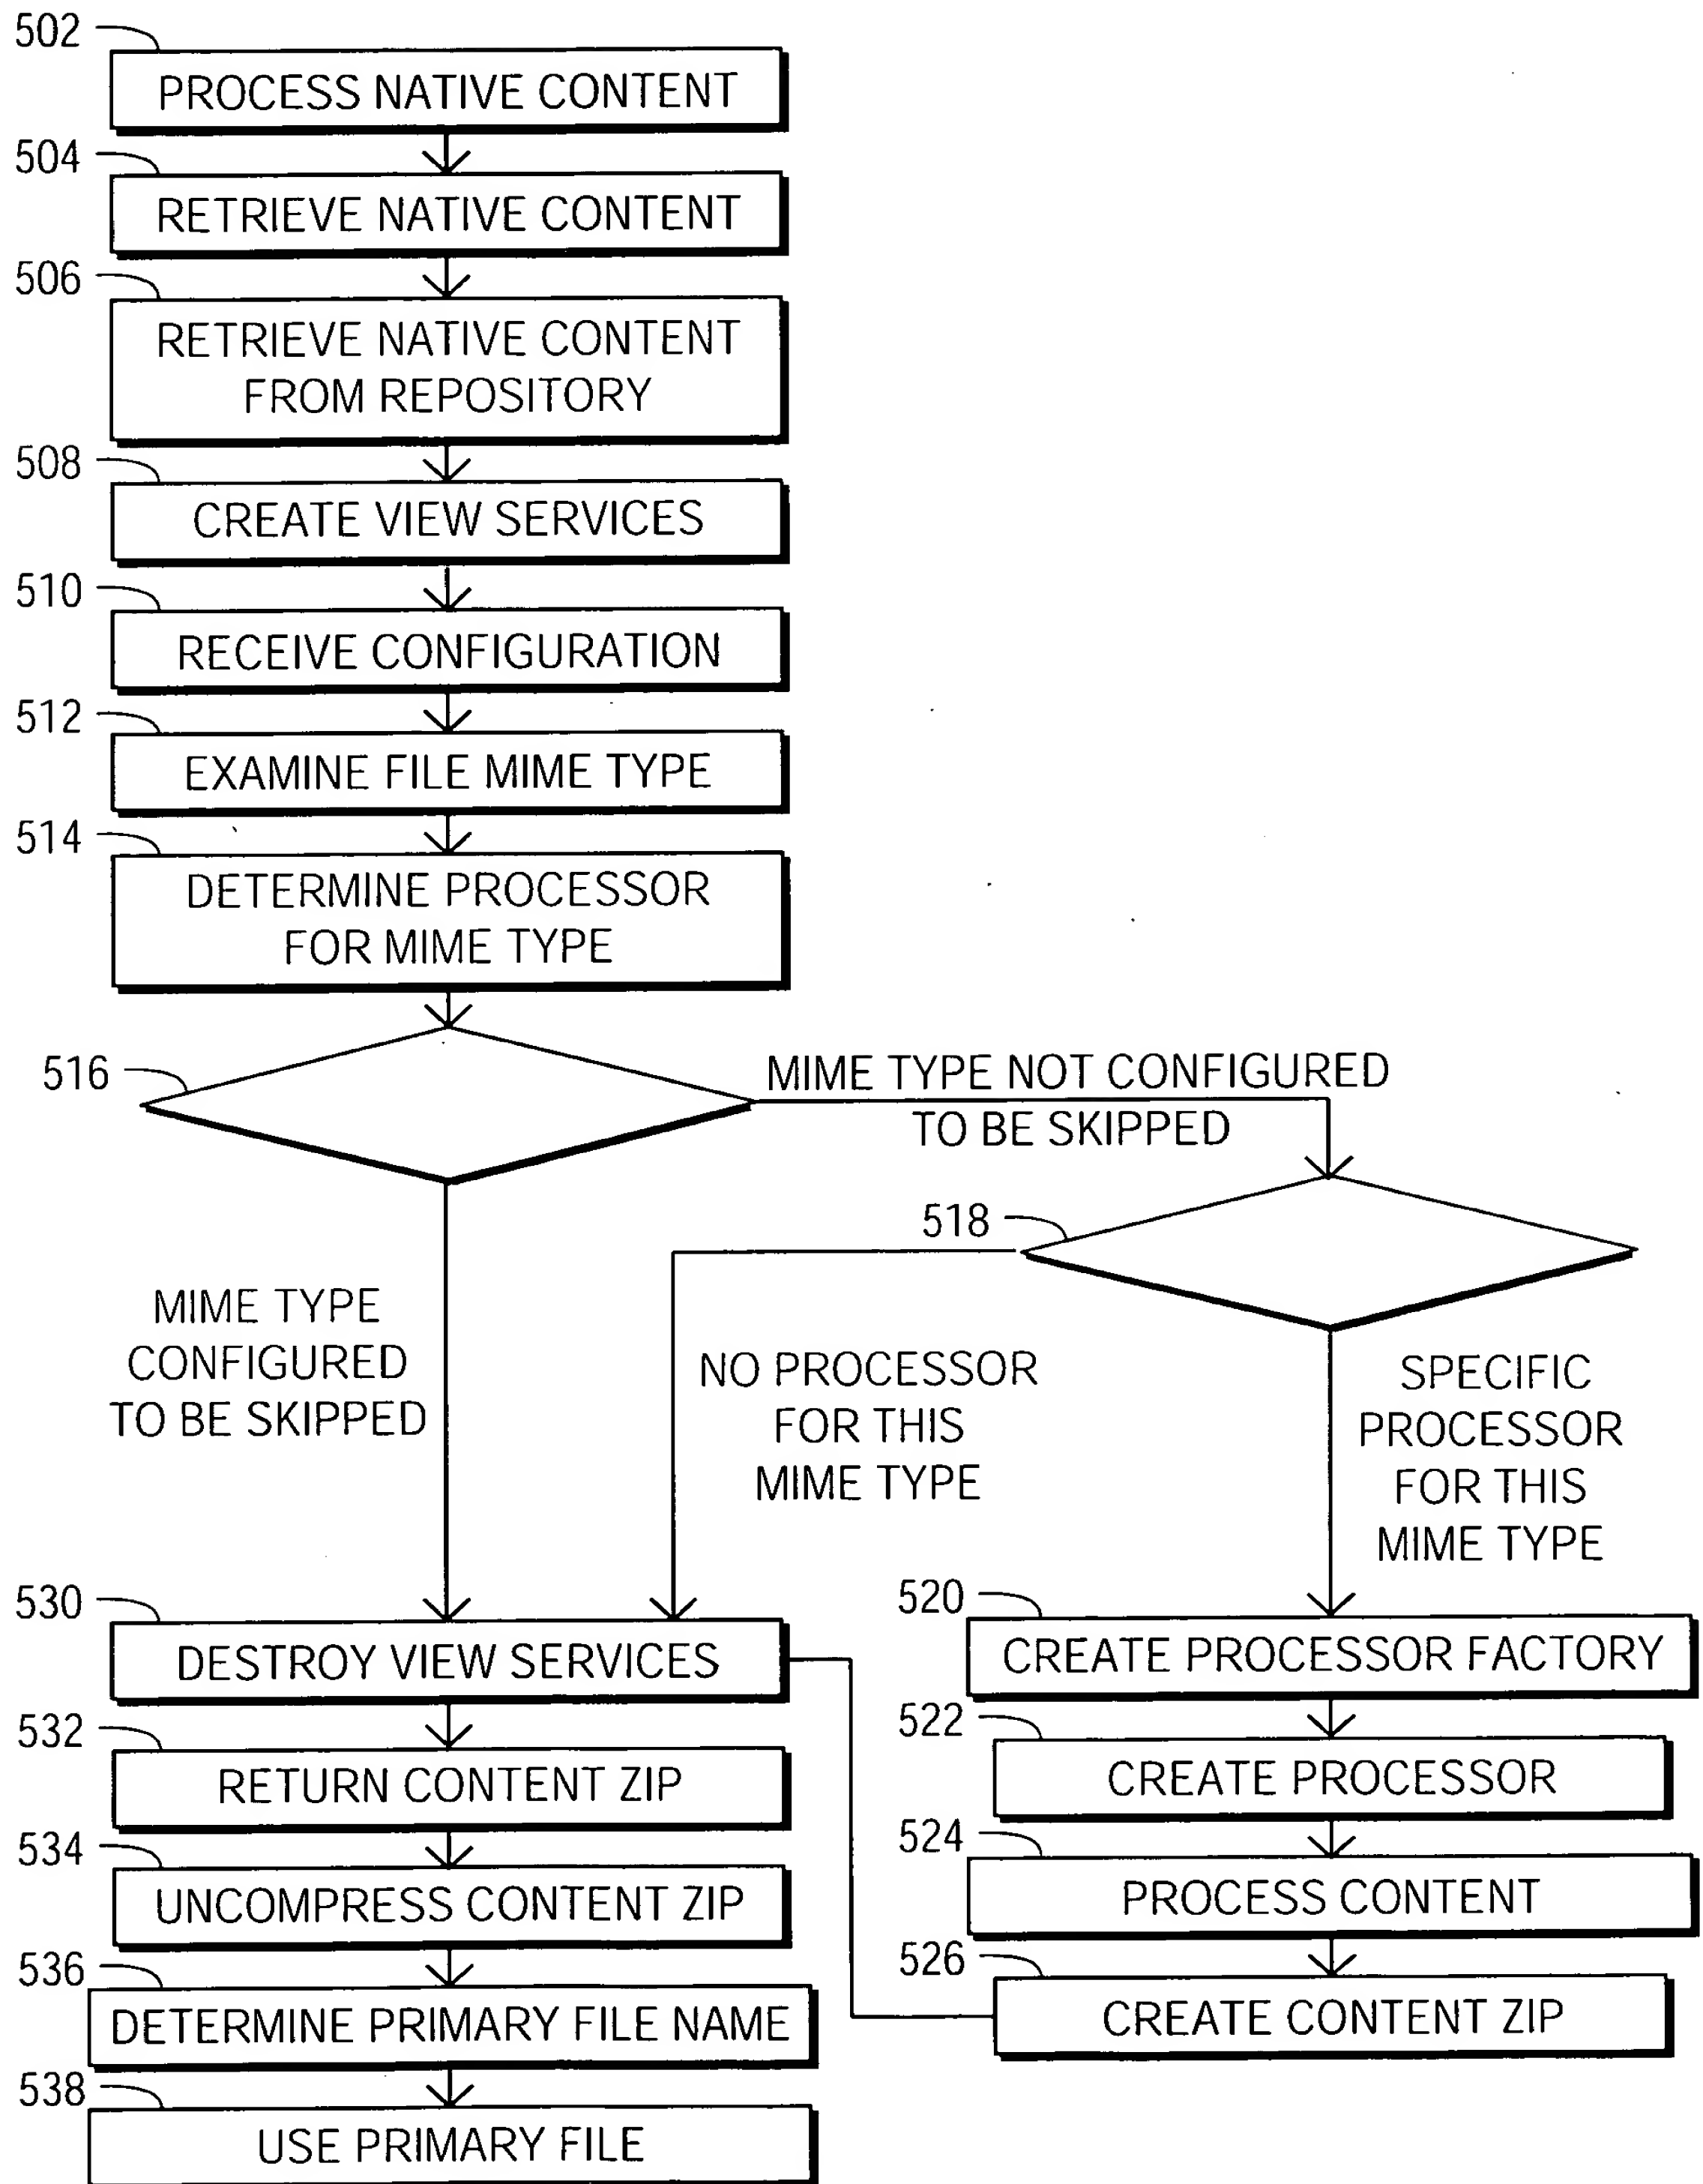 502
PROCESS NATIVE CONTENT
504
RETRIEVE NATIVE CONTENT
506
RETRIEVE NATIVE CONTENT
FROM REPOSITORY
508
CREATE VIEW SERVICES
510
RECEIVE CONFIGURATION
512
EXAMINE FILE MIME TYPE
514
DETERMINE PROCESSOR
FOR MIME TYPE
516
MIME TYPE NOT CONFIGURED
TO BE SKIPPED
518
MIME TYPE
CONFIGURED
TO BE SKIPPED
NO PROCESSOR
FOR THIS
MIME TYPE
SPECIFIC
PROCESSOR
FOR THIS
MIME TYPE
530
DESTROY VIEW SERVICES
532
RETURN CONTENT ZIP
534
UNCOMPRESS CONTENT ZIP
536
DETERMINE PRIMARY FILE NAME
538
USE PRIMARY FILE
520
CREATE PROCESSOR FACTORY
522
CREATE PROCESSOR
524
PROCESS CONTENT
526
CREATE CONTENT ZIP